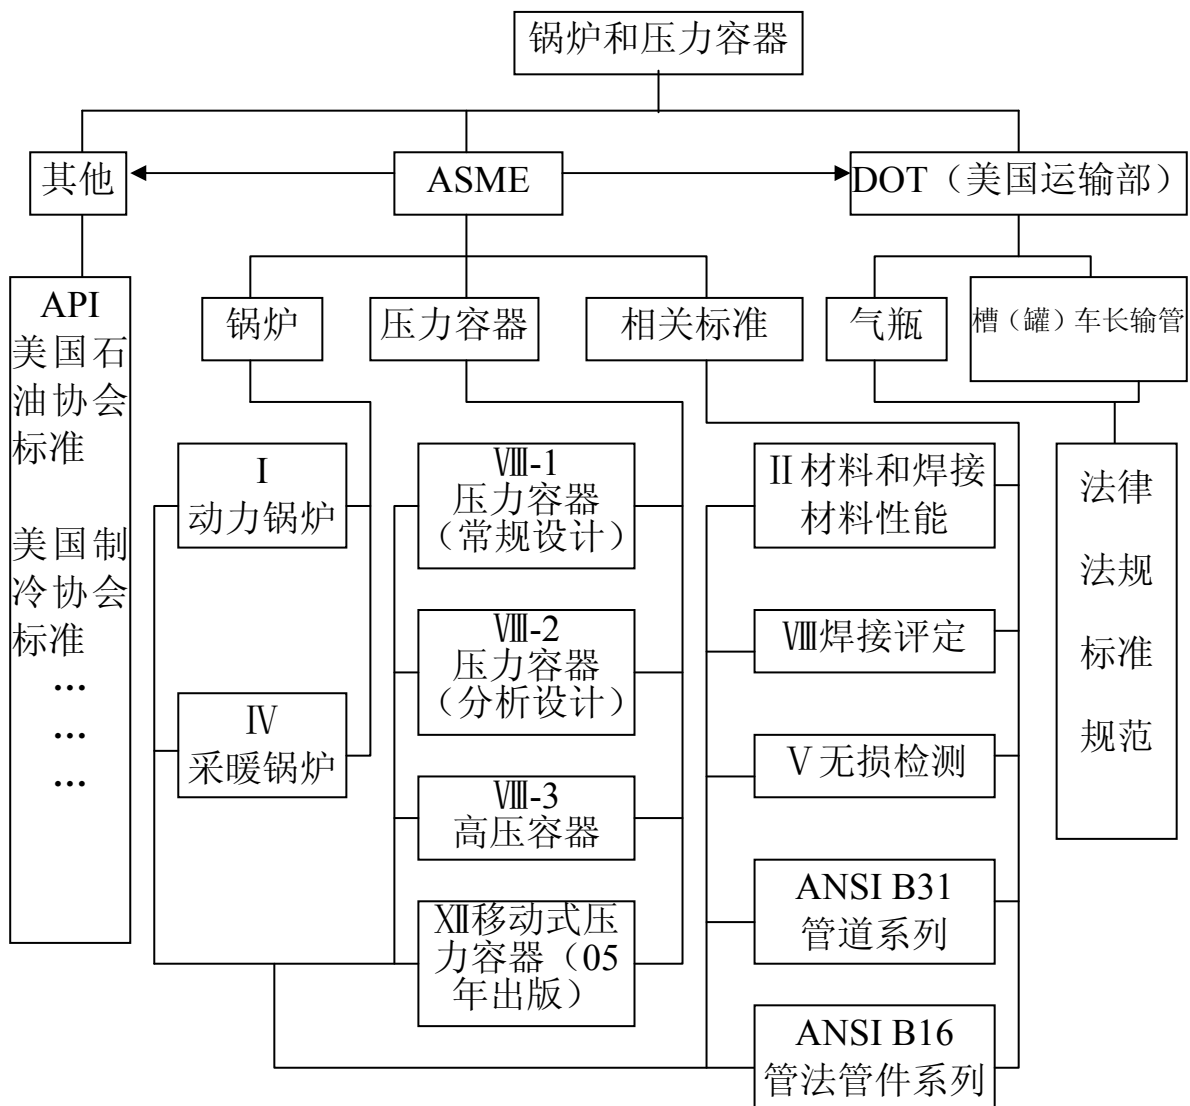 锅炉和压力容器
其他
ASME
DOT（美国运输部）
API
美国石
油协会
标准
美国制
冷协会
标准
…
…
…
锅炉
压力容器
相关标准
气瓶
槽（罐）车长输管
Ⅰ
动力锅炉
Ⅳ
采暖锅炉
Ⅷ-1
压力容器
（常规设计）
Ⅷ-2
压力容器
（分析设计）
Ⅷ-3
高压容器
Ⅻ移动式压
力容器（05
年出版）
Ⅱ材料和焊接
材料性能
Ⅷ焊接评定
Ⅴ无损检测
ANSI B31
管道系列
ANSI B16
管法管件系列
法律
法规
标准
规范